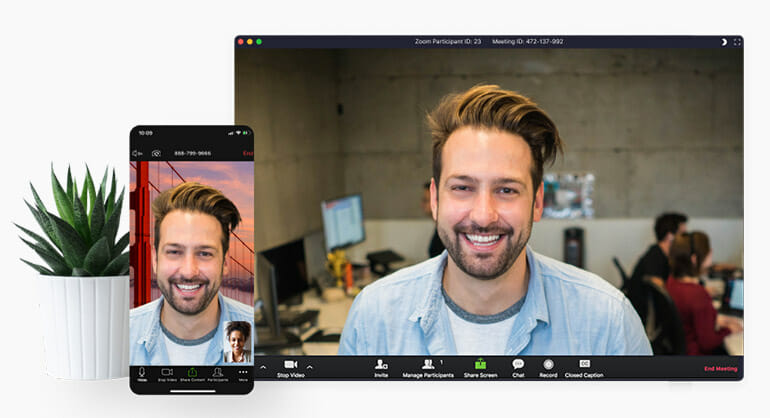 Zoom Participant ID: 23 Meeting ID: 472-137-992
10:09
888-799-9666 End
Mute Stop Video Share Content Participants More
Stop Video Invite Manage Participants 1 Share Screen Chat Record Closed Caption End Meeting
CC